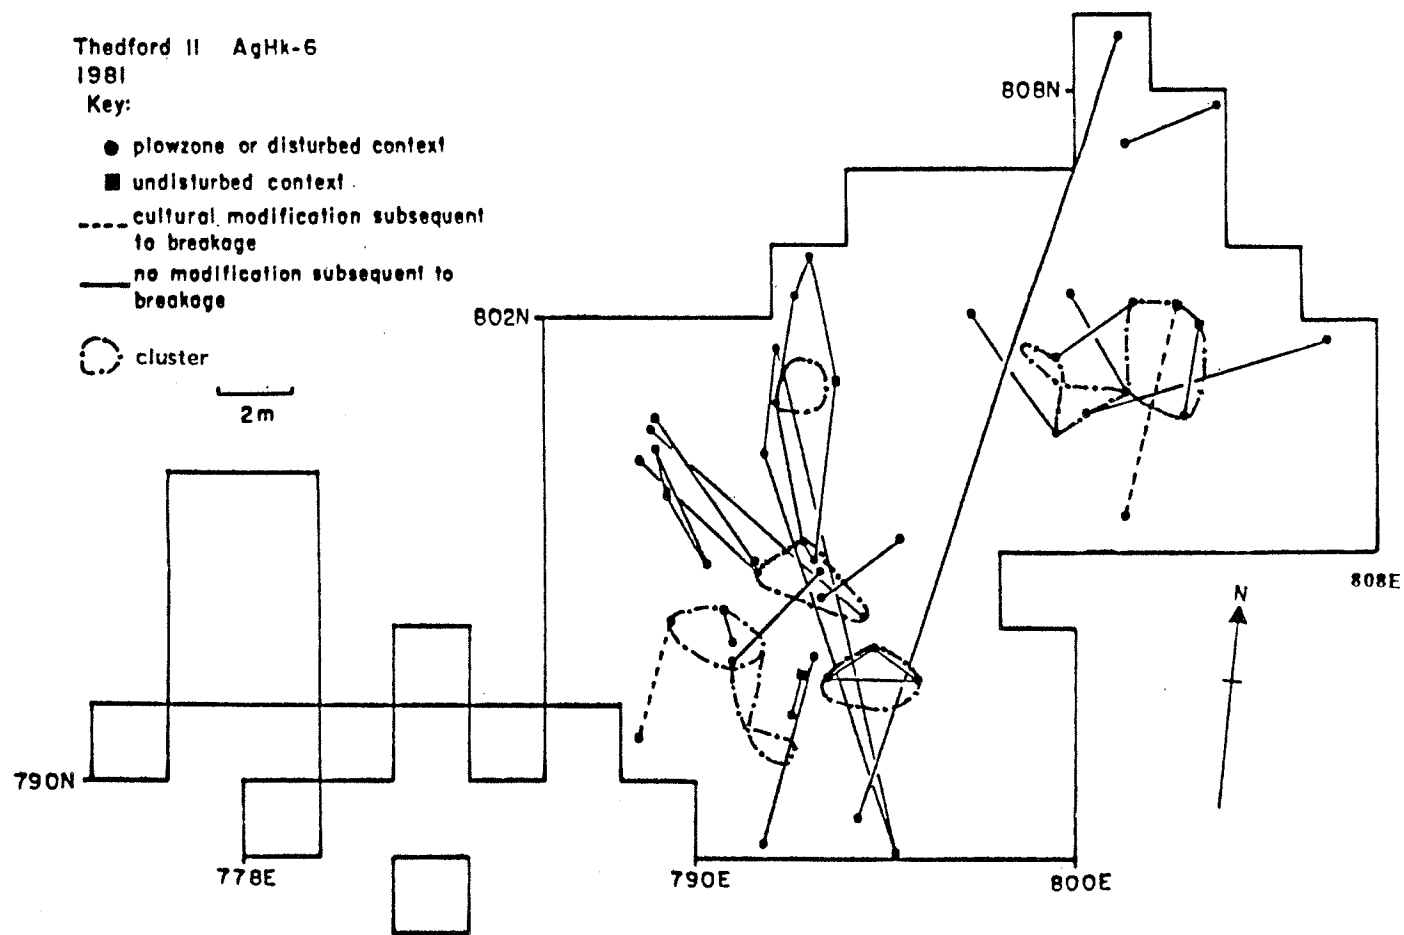 Thedford II AgHk-6
1981
Key:
plowzone or disturbed context
undisturbed context
cultural modification subsequent
to breakage
no modification subsequent to
breakage
cluster
2m
808N
802N
808E
N
790N
778E
790E
800E